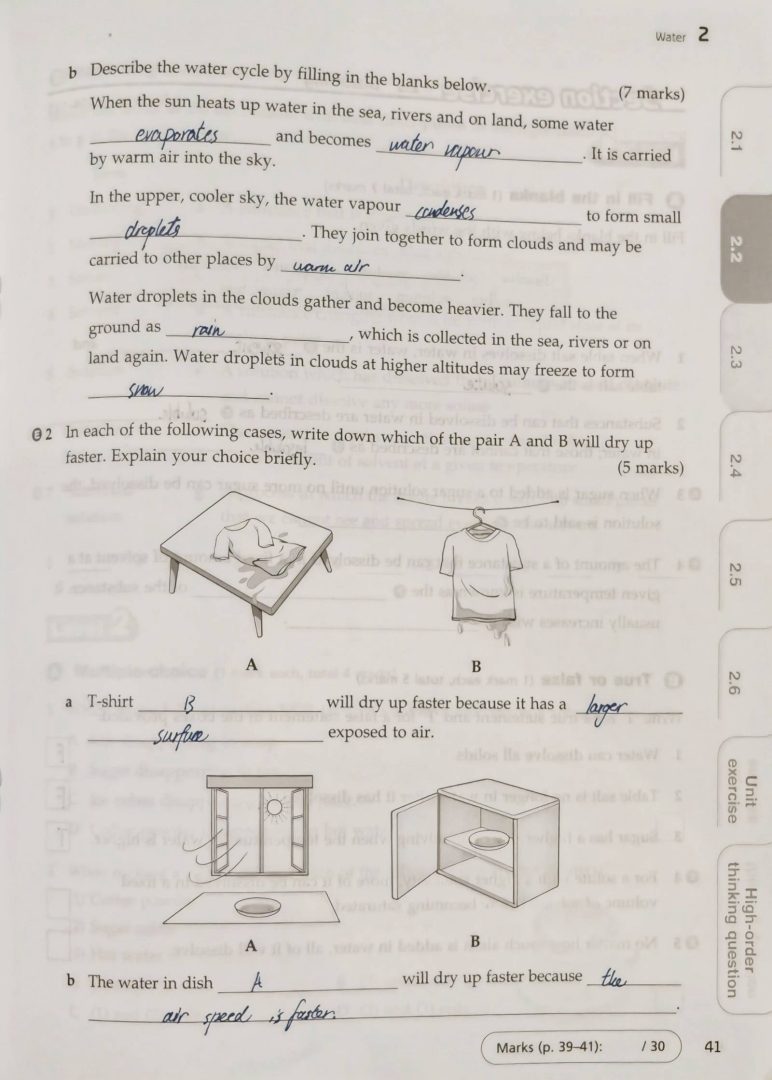 Water 2
b Describe the water cycle by filling in the blanks below. (7 marks)
When the sun heats up water in the sea, rivers and on land, some water
evaporates and becomes water vapour . It is carried
by warm air into the sky.
In the upper, cooler sky, the water vapour condenses to form small
droplets . They join together to form clouds and may be
carried to other places by warm air .
Water droplets in the clouds gather and become heavier. They fall to the
ground as rain , which is collected in the sea, rivers or on
land again. Water droplets in clouds at higher altitudes may freeze to form
snow .
2 In each of the following cases, write down which of the pair A and B will dry up
faster. Explain your choice briefly. (5 marks)
A B
a T-shirt B will dry up faster because it has a larger
surface exposed to air.
A B
b The water in dish A will dry up faster because the
air speed is faster. .
Marks (p. 39–41): / 30 41
2.1
2.2
2.3
2.4
2.5
2.6
Unit
exercise
High-order
thinking question